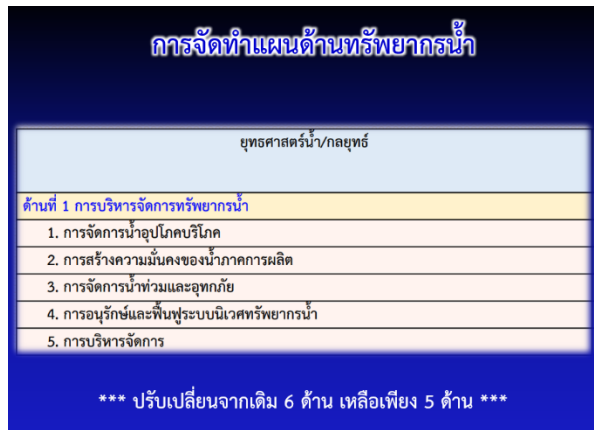 การจัดทำแผนด้านทรัพยากรน้ำ
ยุทธศาสตร์น้ำ/กลยุทธ์
ด้านที่ 1 การบริหารจัดการทรัพยากรน้ำ
1. การจัดการน้ำอุปโภคบริโภค
2. การสร้างความมั่นคงของน้ำภาคการผลิต
3. การจัดการน้ำท่วมและอุทกภัย
4. การอนุรักษ์และฟื้นฟูระบบนิเวศทรัพยากรน้ำ
5. การบริหารจัดการ
*** ปรับเปลี่ยนจากเดิม 6 ด้าน เหลือเพียง 5 ด้าน ***